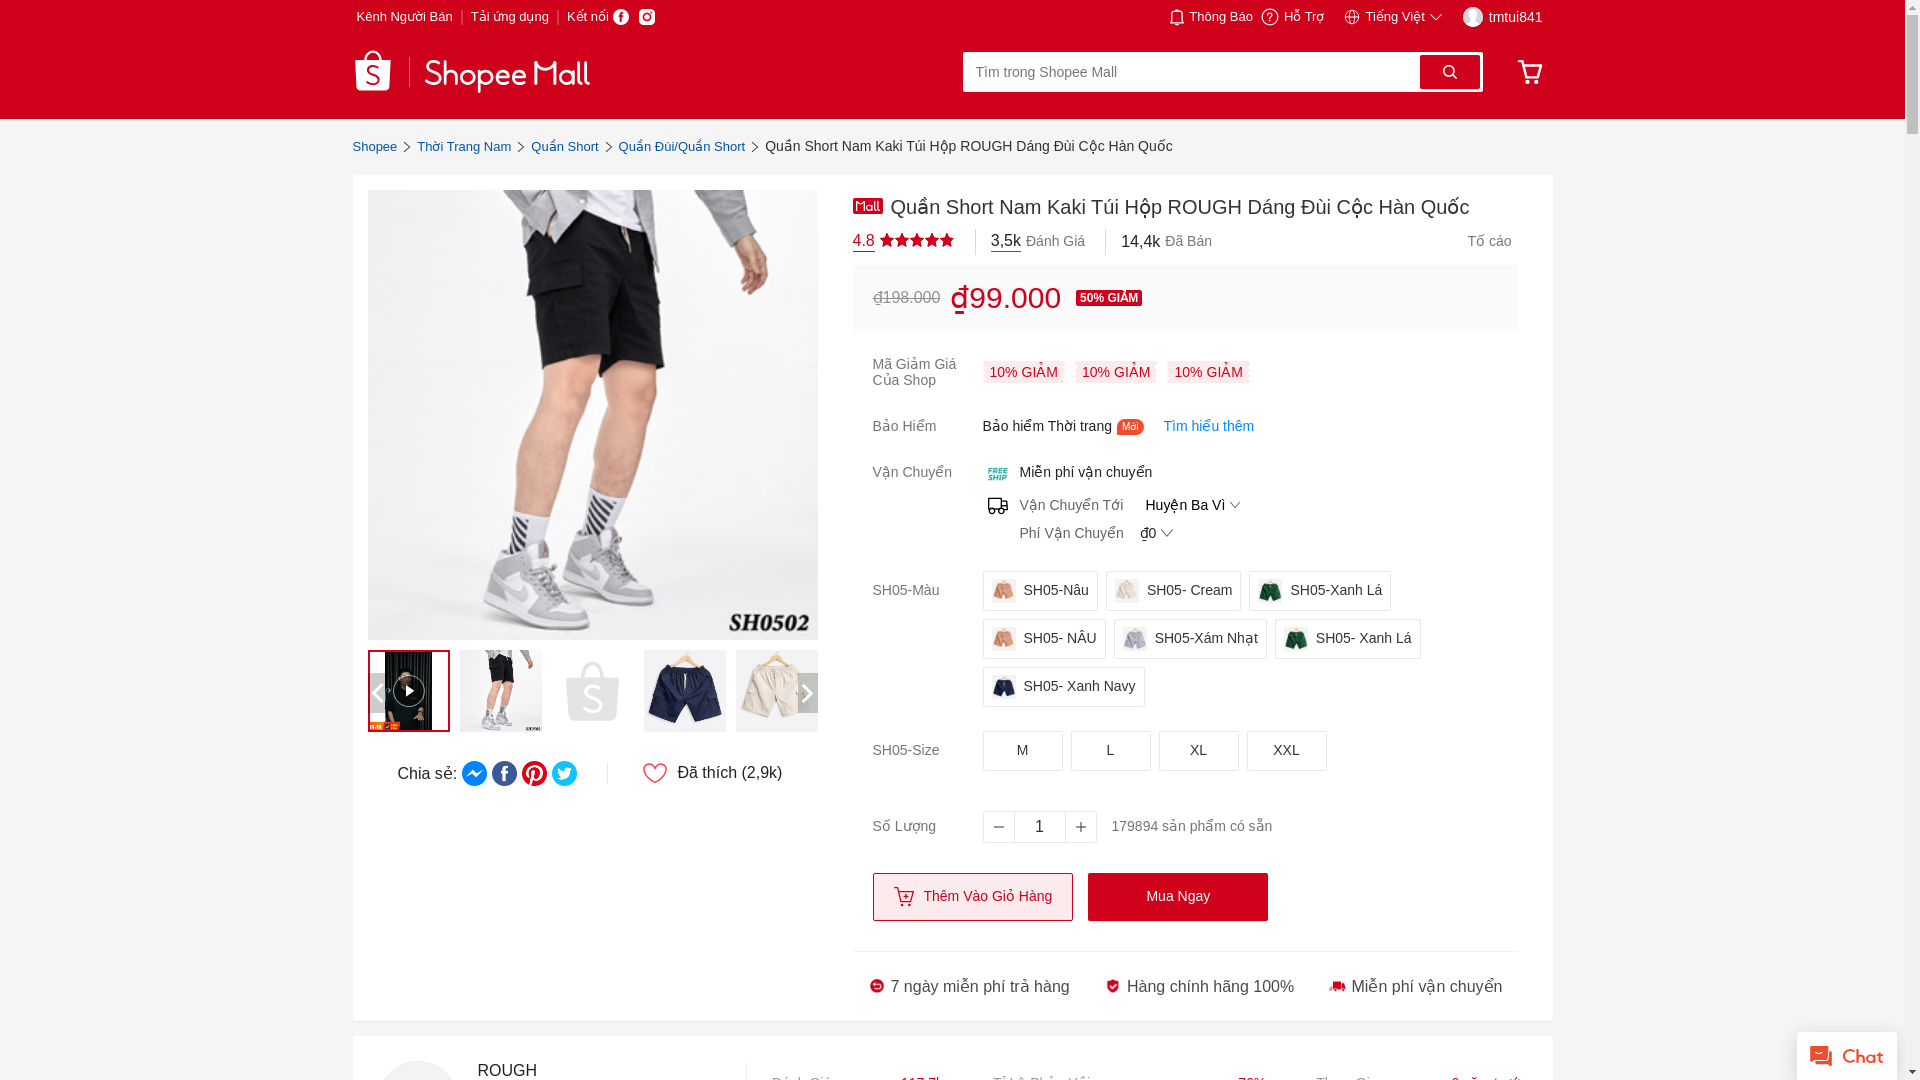 Kênh Người Bán
Tải ứng dụng
Kết nối
Thông Báo
Hỗ Trợ
Tiếng Việt
tmtui841
Shopee Mall
Tìm trong Shopee Mall
Shopee
Thời Trang Nam
Quần Short
Quần Đùi/Quần Short
Quần Short Nam Kaki Túi Hộp ROUGH Dáng Đùi Cộc Hàn Quốc
SH0502
Chia sẻ:
Đã thích (2,9k)
Mall Quần Short Nam Kaki Túi Hộp ROUGH Dáng Đùi Cộc Hàn Quốc
4.8
3,5k Đánh Giá
14,4k Đã Bán
Tố cáo
₫198.000 ₫99.000 50% GIẢM
Mã Giảm Giá
Của Shop
10% GIẢM 10% GIẢM 10% GIẢM
Bảo Hiểm
Bảo hiểm Thời trang Mới Tìm hiểu thêm
Vận Chuyển
FREE
SHIP
Miễn phí vận chuyển
Vận Chuyển Tới Huyện Ba Vì
Phí Vận Chuyển ₫0
SH05-Màu
SH05-Nâu SH05- Cream SH05-Xanh Lá
SH05- NÂU SH05-Xám Nhạt SH05- Xanh Lá
SH05- Xanh Navy
SH05-Size
M L XL XXL
Số Lượng
1
179894 sản phẩm có sẵn
Thêm Vào Giỏ Hàng
Mua Ngay
7 ngày miễn phí trả hàng
Hàng chính hãng 100%
Miễn phí vận chuyển
ROUGH
Chat